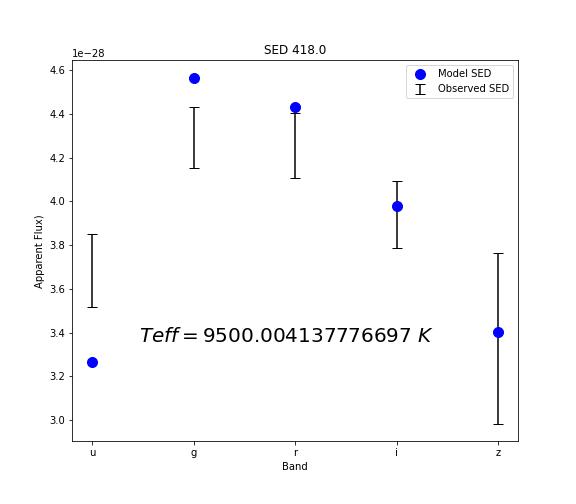 SED 418.0
1e−28
4.6
4.4
4.2
4.0
3.8
3.6
3.4
3.2
3.0
Apparent Flux)
Model SED
Observed SED
Teff = 9500.004137776697 K
u g r i z
Band